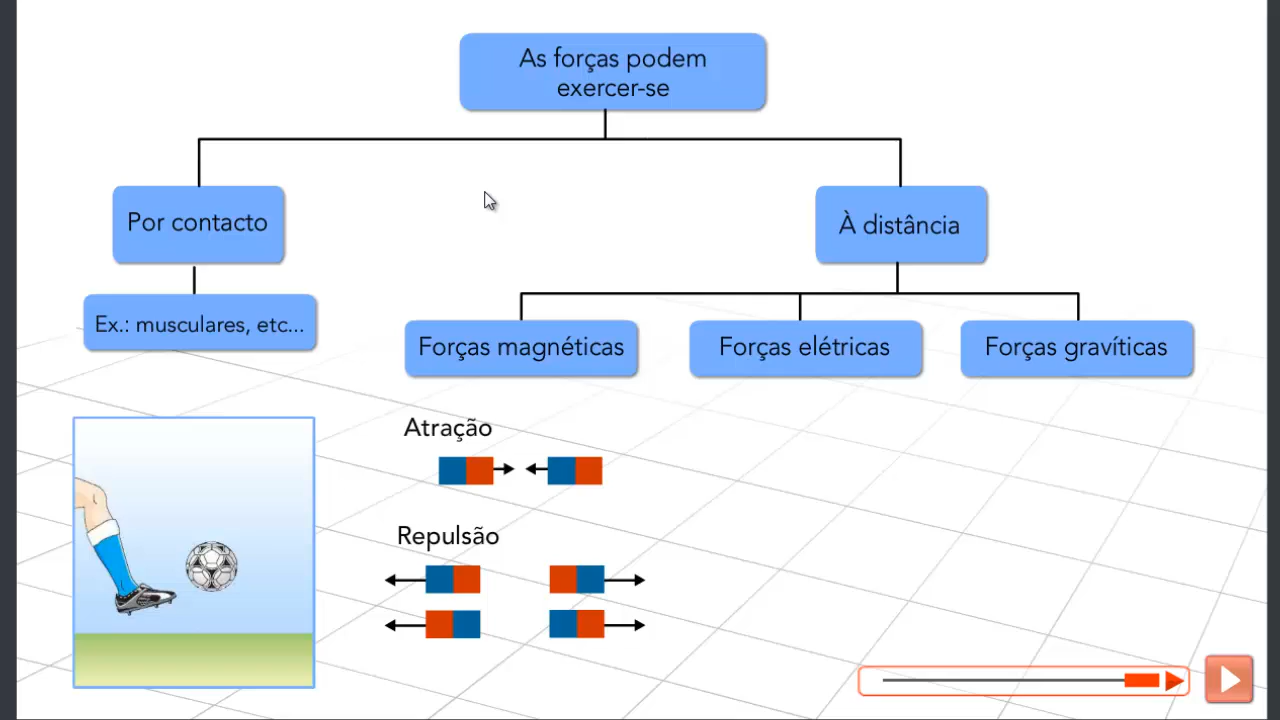 As forças podem
exercer-se
Por contacto
À distância
Ex.: musculares, etc...
Forças magnéticas
Forças elétricas
Forças gravíticas
Atração
Repulsão